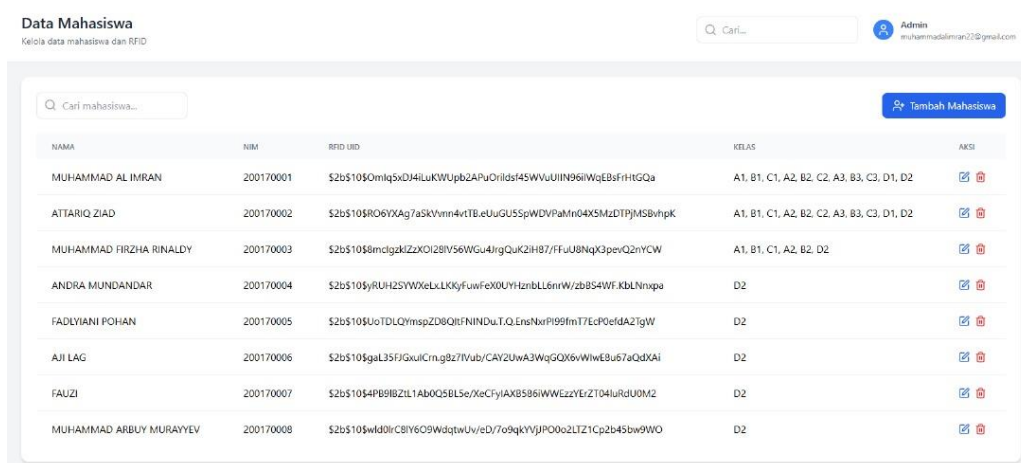 Data Mahasiswa
Kelola data mahasiswa dan RFID
Cari...
Admin
muhammadalimran22@gmail.com
Cari mahasiswa...
Tambah Mahasiswa
NAMA NIM RFID UID KELAS AKSI
MUHAMMAD AL IMRAN 200170001 A1, B1, C1, A2, B2, C2, A3, B3, C3, D1, D2
ATTARIQ ZIAD 200170002 A1, B1, C1, A2, B2, C2, A3, B3, C3, D1, D2
MUHAMMAD FIRZHA RINALDY 200170003 A1, B1, C1, A2, B2, D2
ANDRA MUNDANDAR 200170004 D2
FADLYIANI POHAN 200170005 D2
AJI LAG 200170006 D2
FAUZI 200170007 D2
MUHAMMAD ARBUY MURAYYEV 200170008 D2